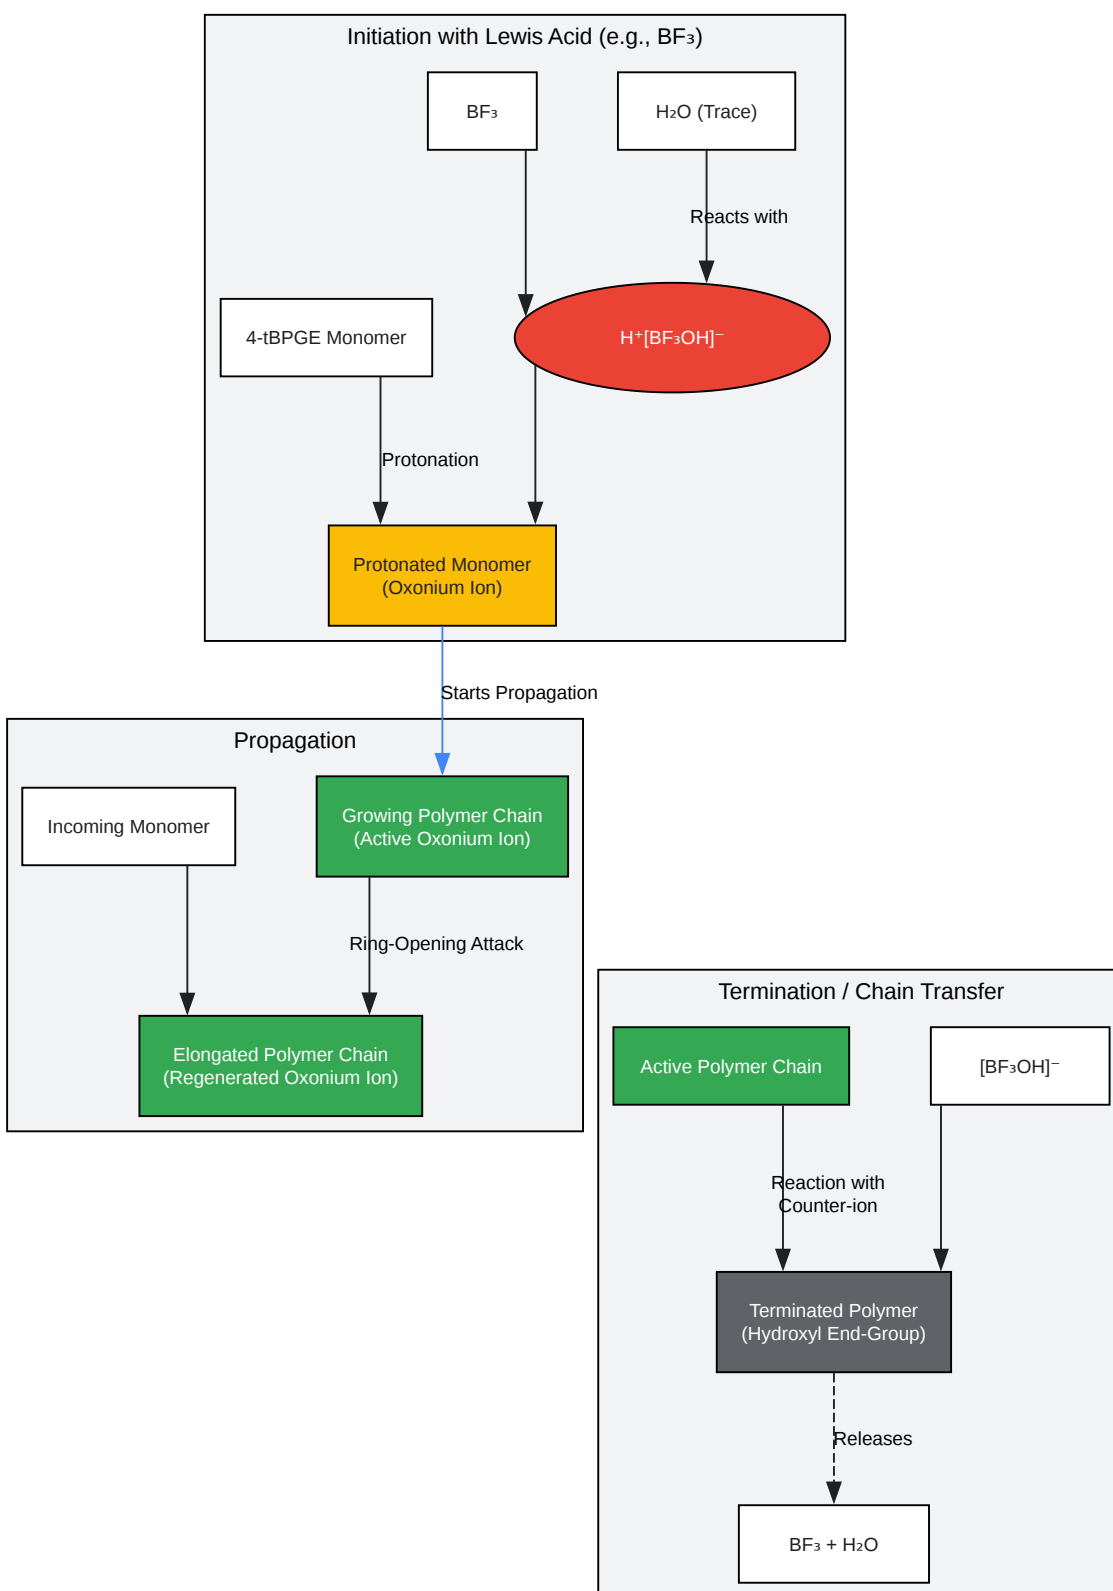 Initiation with Lewis Acid (e.g., BF₃)
BF₃
H₂O (Trace)
Reacts with
4-tBPGE Monomer
H⁺[BF₃OH]⁻
Protonation
Protonated Monomer
(Oxonium Ion)
Starts Propagation
Propagation
Incoming Monomer
Growing Polymer Chain
(Active Oxonium Ion)
Ring-Opening Attack
Elongated Polymer Chain
(Regenerated Oxonium Ion)
Termination / Chain Transfer
Active Polymer Chain
[BF₃OH]⁻
Reaction with
Counter-ion
Terminated Polymer
(Hydroxyl End-Group)
Releases
BF₃ + H₂O